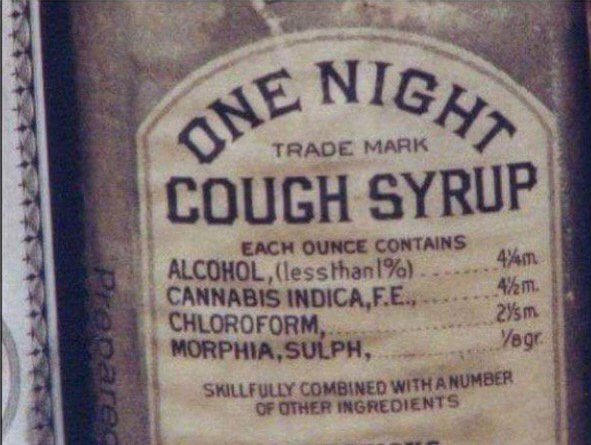 ONE NIGHT
TRADE MARK
COUGH SYRUP
EACH OUNCE CONTAINS
ALCOHOL,(less than 1%) ........ 4¼m.
CANNABIS INDICA,F.E., ........ 4½m.
CHLOROFORM, ........ 2⅕m.
MORPHIA,SULPH, ........ ⅛gr.
SKILLFULLY COMBINED WITH A NUMBER
OF OTHER INGREDIENTS
Prepared